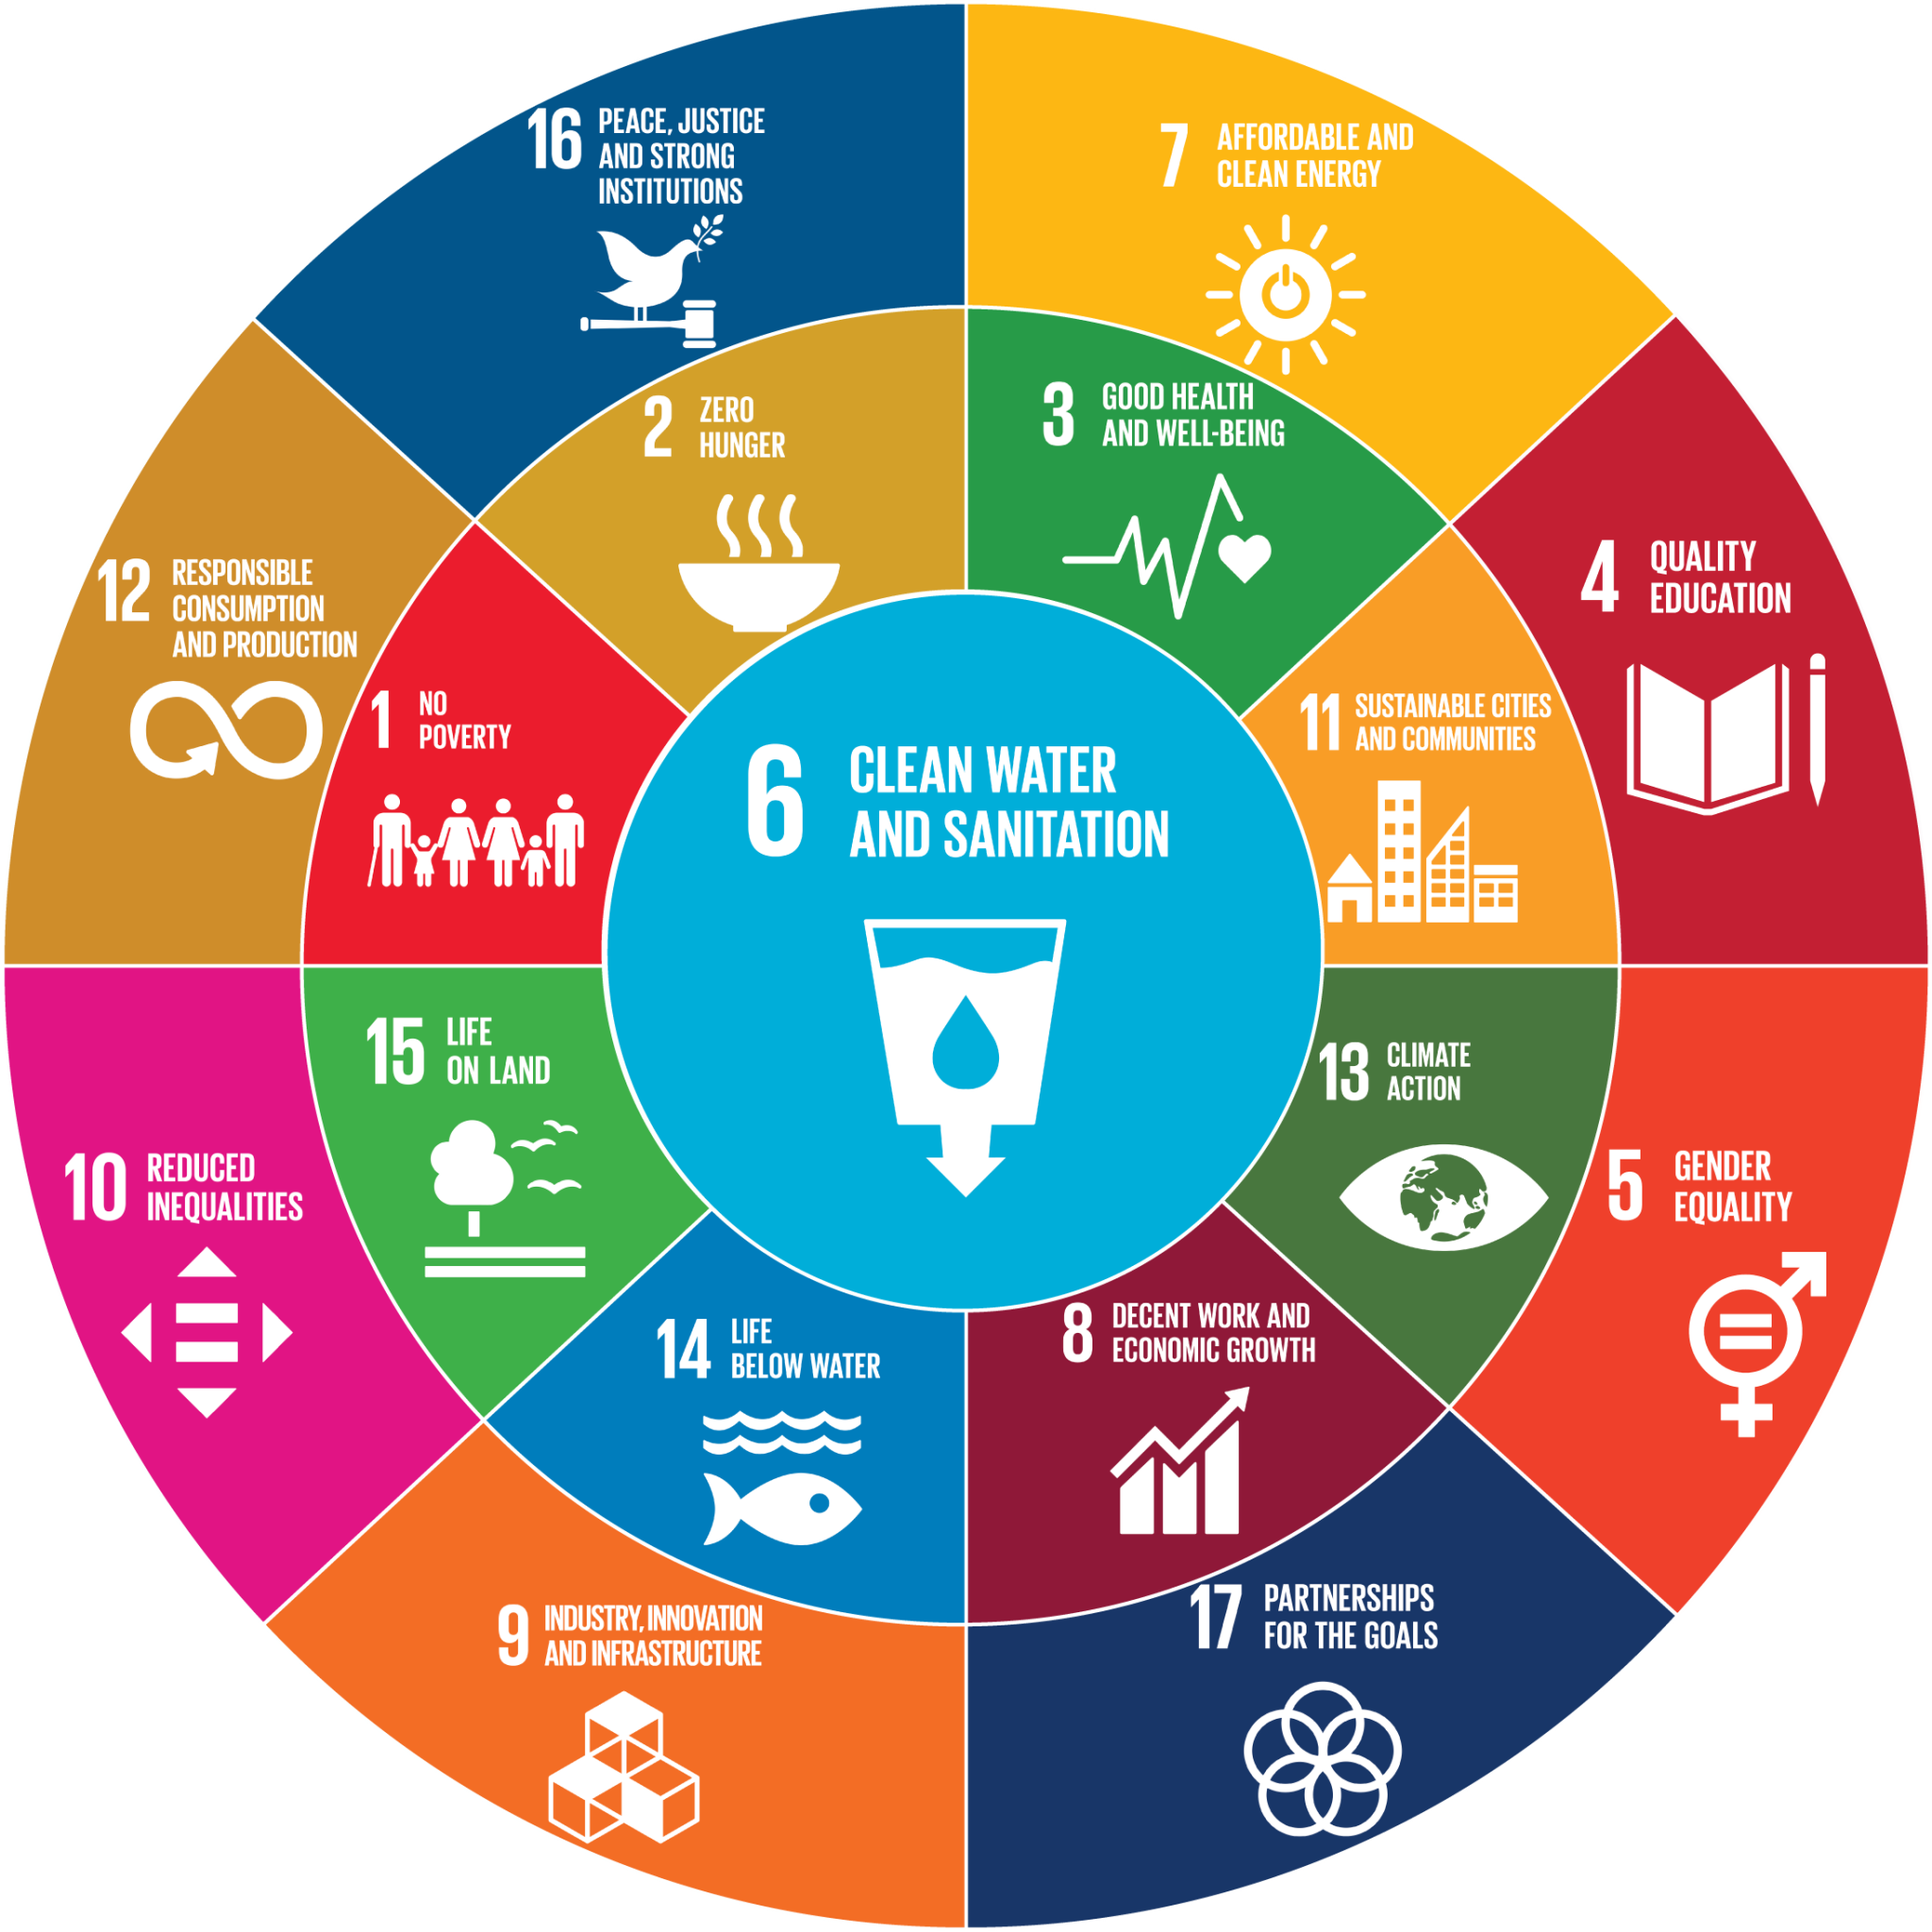 16 PEACE, JUSTICE
AND STRONG
INSTITUTIONS
7 AFFORDABLE AND
CLEAN ENERGY
2 ZERO
HUNGER
3 GOOD HEALTH
AND WELL-BEING
12 RESPONSIBLE
CONSUMPTION
AND PRODUCTION
4 QUALITY
EDUCATION
1 NO
POVERTY
11 SUSTAINABLE CITIES
AND COMMUNITIES
6 CLEAN WATER
AND SANITATION
15 LIFE
ON LAND
13 CLIMATE
ACTION
10 REDUCED
INEQUALITIES
5 GENDER
EQUALITY
14 LIFE
BELOW WATER
8 DECENT WORK AND
ECONOMIC GROWTH
9 INDUSTRY, INNOVATION
AND INFRASTRUCTURE
17 PARTNERSHIPS
FOR THE GOALS